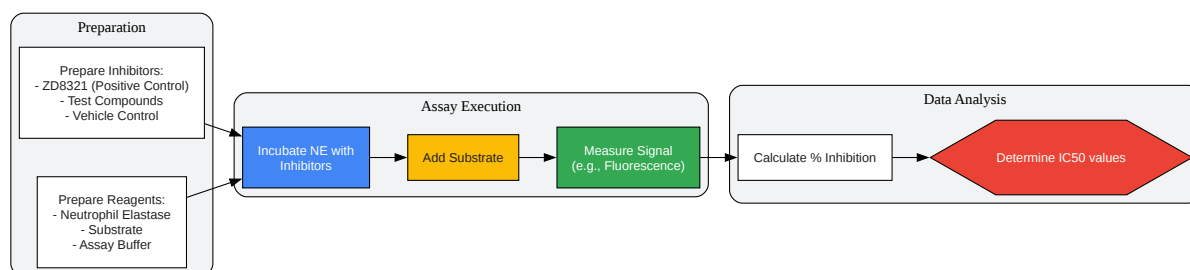 Preparation
Prepare Inhibitors:
- ZD8321 (Positive Control)
- Test Compounds
- Vehicle Control
Prepare Reagents:
- Neutrophil Elastase
- Substrate
- Assay Buffer
Assay Execution
Incubate NE with
Inhibitors
Add Substrate
Measure Signal
(e.g., Fluorescence)
Data Analysis
Calculate % Inhibition
Determine IC50 values